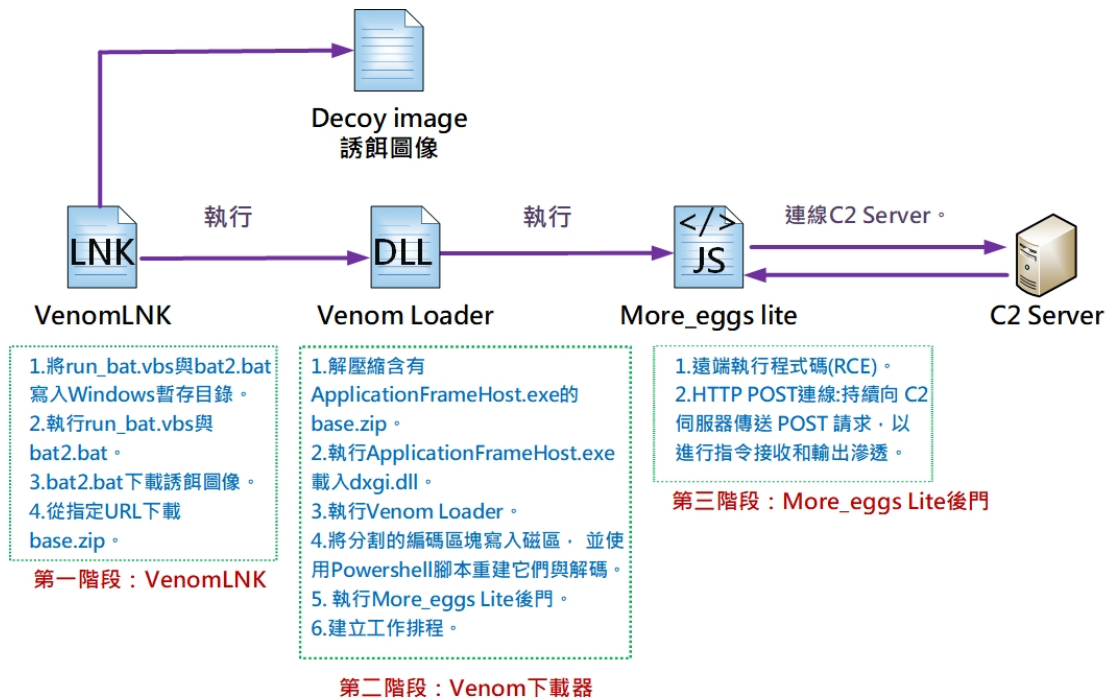 Decoy image
誘餌圖像
執行
執行
連線C2 Server。
LNK
DLL
</>
JS
VenomLNK
Venom Loader
More_eggs lite
C2 Server
1.將run_bat.vbs與bat2.bat
寫入Windows暫存目錄。
2.執行run_bat.vbs與
bat2.bat。
3.bat2.bat下載誘餌圖像。
4.從指定URL下載
base.zip。
第一階段：VenomLNK
1.解壓縮含有
ApplicationFrameHost.exe的
base.zip。
2.執行ApplicationFrameHost.exe
載入dxgi.dll。
3.執行Venom Loader。
4.將分割的編碼區塊寫入磁區， 並使
用Powershell腳本重建它們與解碼。
5. 執行More_eggs Lite後門。
6.建立工作排程。
第二階段：Venom下載器
1.遠端執行程式碼(RCE)。
2.HTTP POST連線:持續向 C2
伺服器傳送 POST 請求，以
進行指令接收和輸出滲透。
第三階段：More_eggs Lite後門